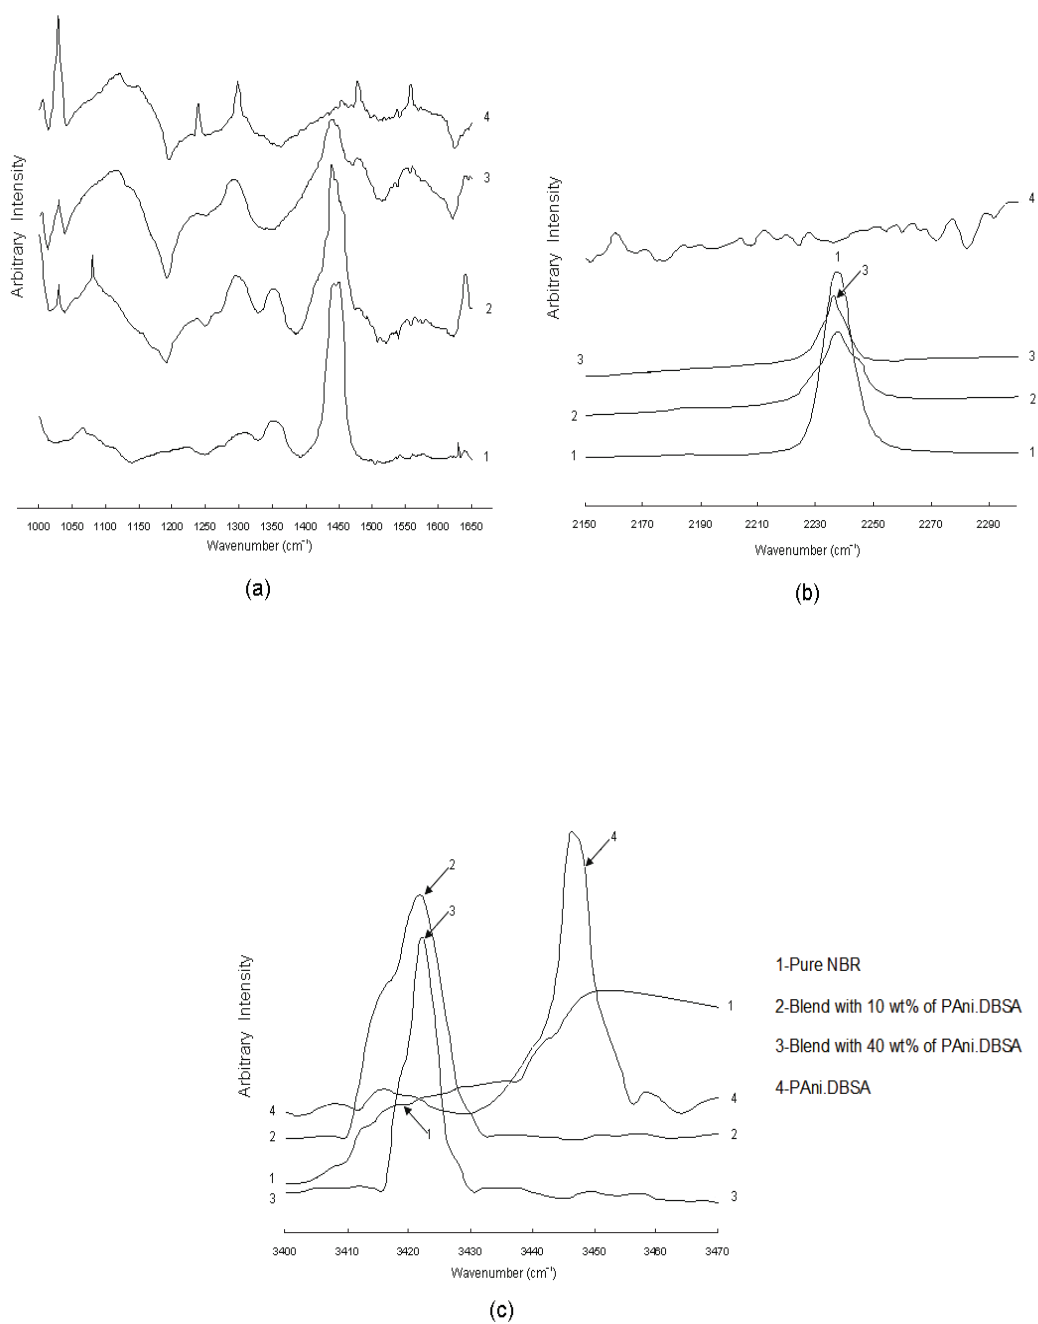 Arbitrary Intensity
4
3
2
1
1000 1050 1100 1150 1200 1250 1300 1350 1400 1450 1500 1550 1600 1650
Wavenumber (cm⁻¹)
(a)
Arbitrary Intensity
4
1
3
3
3
2
2
1
1
2150 2170 2190 2210 2230 2250 2270 2290
Wavenumber (cm⁻¹)
(b)
Arbitrary Intensity
4
2
3
1
4
4
2
1
2
1
3
3
3400 3410 3420 3430 3440 3450 3460 3470
Wavenumber (cm⁻¹)
(c)
1-Pure NBR
2-Blend with 10 wt% of PAni.DBSA
3-Blend with 40 wt% of PAni.DBSA
4-PAni.DBSA